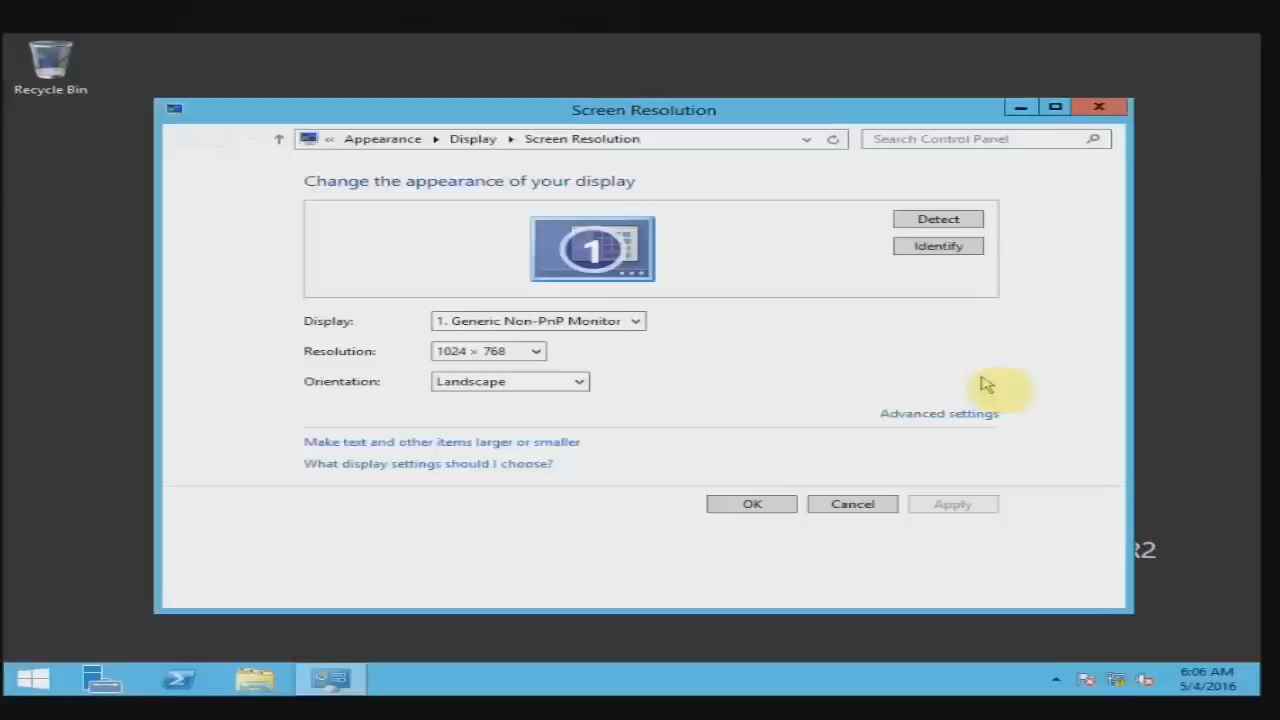 Recycle Bin
Screen Resolution
« Appearance ▸ Display ▸ Screen Resolution
Search Control Panel
Change the appearance of your display
1
Detect
Identify
Display: 1. Generic Non-PnP Monitor
Resolution: 1024 × 768
Orientation: Landscape
Advanced settings
Make text and other items larger or smaller
What display settings should I choose?
OK Cancel Apply
R2
6:06 AM
5/4/2016